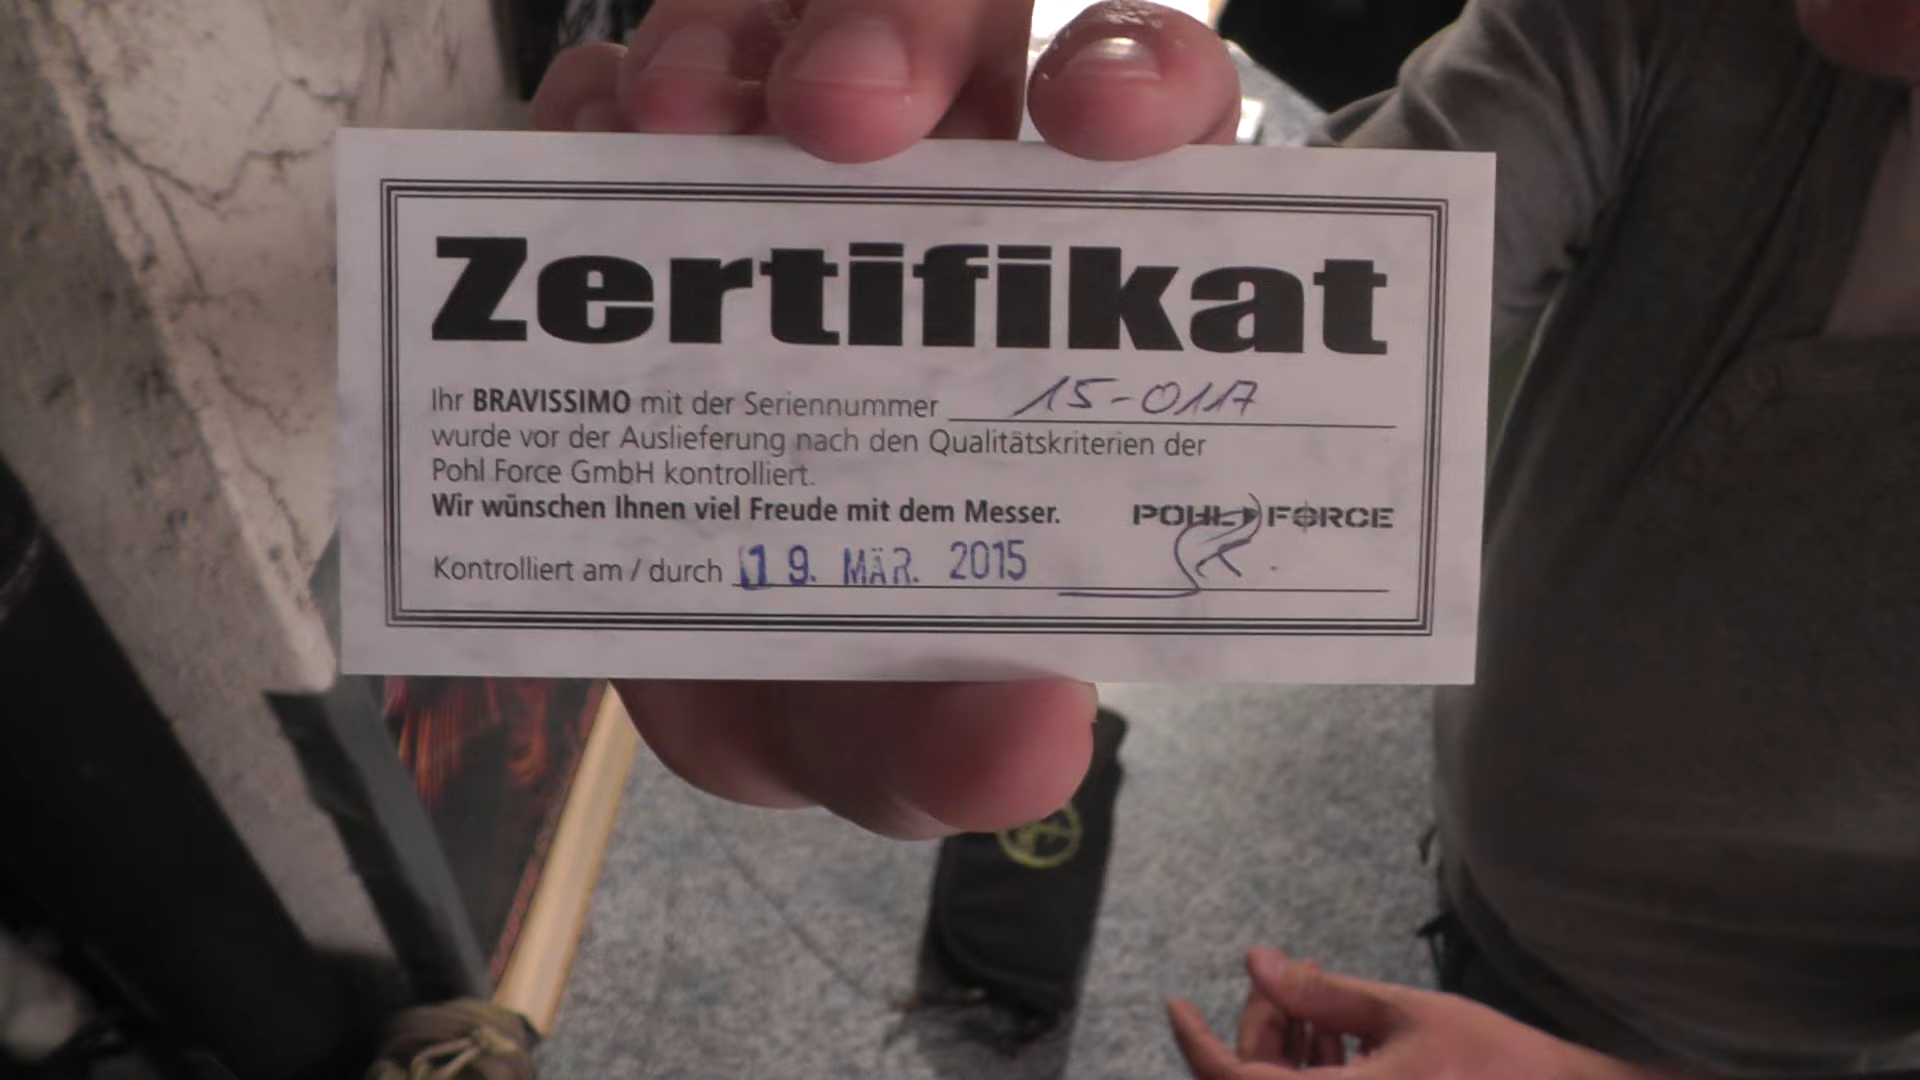 Zertifikat
Ihr BRAVISSIMO mit der Seriennummer 15-0117
wurde vor der Auslieferung nach den Qualitätskriterien der
Pohl Force GmbH kontrolliert.
Wir wünschen Ihnen viel Freude mit dem Messer. POHL FORCE
Kontrolliert am / durch 19. MÄR. 2015